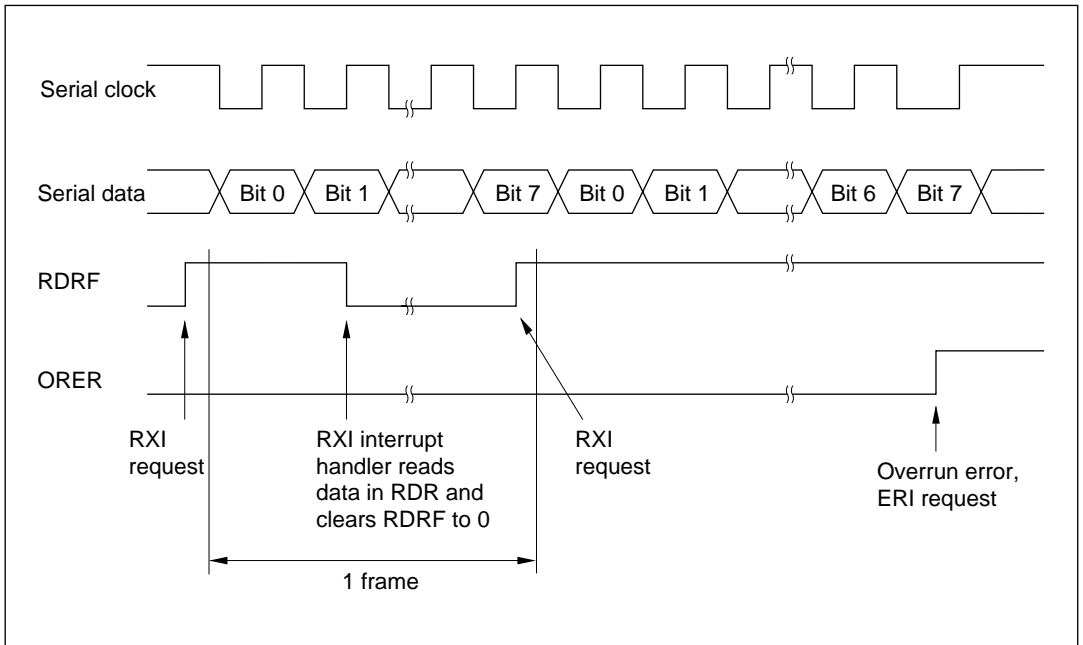 Serial clock
Serial data
Bit 0
Bit 1
Bit 7
Bit 0
Bit 1
Bit 6
Bit 7
RDRF
ORER
RXI
request
RXI interrupt
handler reads
data in RDR and
clears RDRF to 0
RXI
request
Overrun error,
ERI request
1 frame